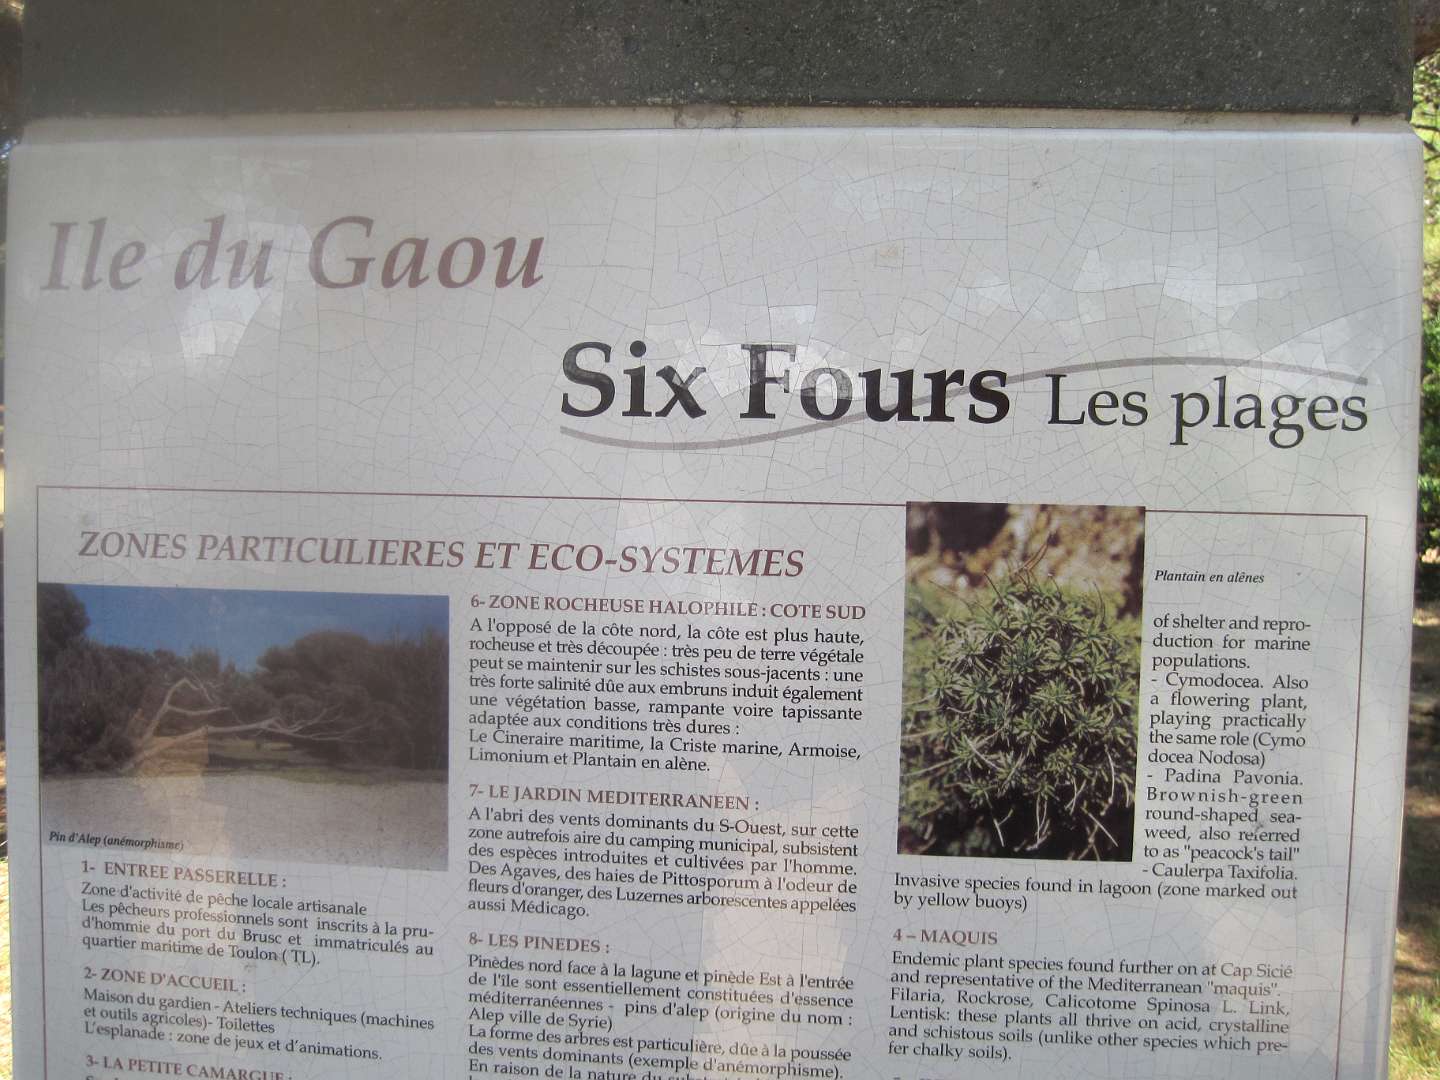 Ile du Gaou
Six Fours Les plages
ZONES PARTICULIERES ET ECO-SYSTEMES
Pin d'Alep (anémorphisme)
1- ENTREE PASSERELLE :
Zone d'activité de pêche locale artisanale
Les pêcheurs professionnels sont inscrits à la pru-
d'hommie du port du Brusc et immatriculés au
quartier maritime de Toulon ( TL).
2- ZONE D'ACCUEIL :
Maison du gardien - Ateliers techniques (machines
et outils agricoles)- Toilettes
L'esplanade : zone de jeux et d'animations.
3- LA PETITE CAMARGUE :
6- ZONE ROCHEUSE HALOPHILE : COTE SUD
A l'opposé de la côte nord, la côte est plus haute,
rocheuse et très découpée : très peu de terre végétale
peut se maintenir sur les schistes sous-jacents : une
très forte salinité dûe aux embruns induit également
une végétation basse, rampante voire tapissante
adaptée aux conditions très dures :
Le Cineraire maritime, la Criste marine, Armoise,
Limonium et Plantain en alène.
7- LE JARDIN MEDITERRANEEN :
A l'abri des vents dominants du S-Ouest, sur cette
zone autrefois aire du camping municipal, subsistent
des espèces introduites et cultivées par l'homme.
Des Agaves, des haies de Pittosporum à l'odeur de
fleurs d'oranger, des Luzernes arborescentes appelées
aussi Médicago.
8- LES PINEDES :
Pinèdes nord face à la lagune et pinède Est à l'entrée
de l'île sont essentiellement constituées d'essence
méditerranéennes - pins d'alep (origine du nom :
Alep ville de Syrie)
La forme des arbres est particulière, dûe à la poussée
des vents dominants (exemple d'anémorphisme).
En raison de la nature du
Plantain en alênes
of shelter and repro-
duction for marine
populations.
- Cymodocea. Also
a flowering plant,
playing practically
the same role (Cymo
docea Nodosa)
- Padina Pavonia.
Brownish-green
round-shaped sea-
weed, also referred
to as "peacock's tail"
- Caulerpa Taxifolia.
Invasive species found in lagoon (zone marked out
by yellow buoys)
4 – MAQUIS
Endemic plant species found further on at Cap Sicié
and representative of the Mediterranean "maquis".
Filaria, Rockrose, Calicotome Spinosa L. Link,
Lentisk: these plants all thrive on acid, crystalline
and schistous soils (unlike other species which pre-
fer chalky soils).